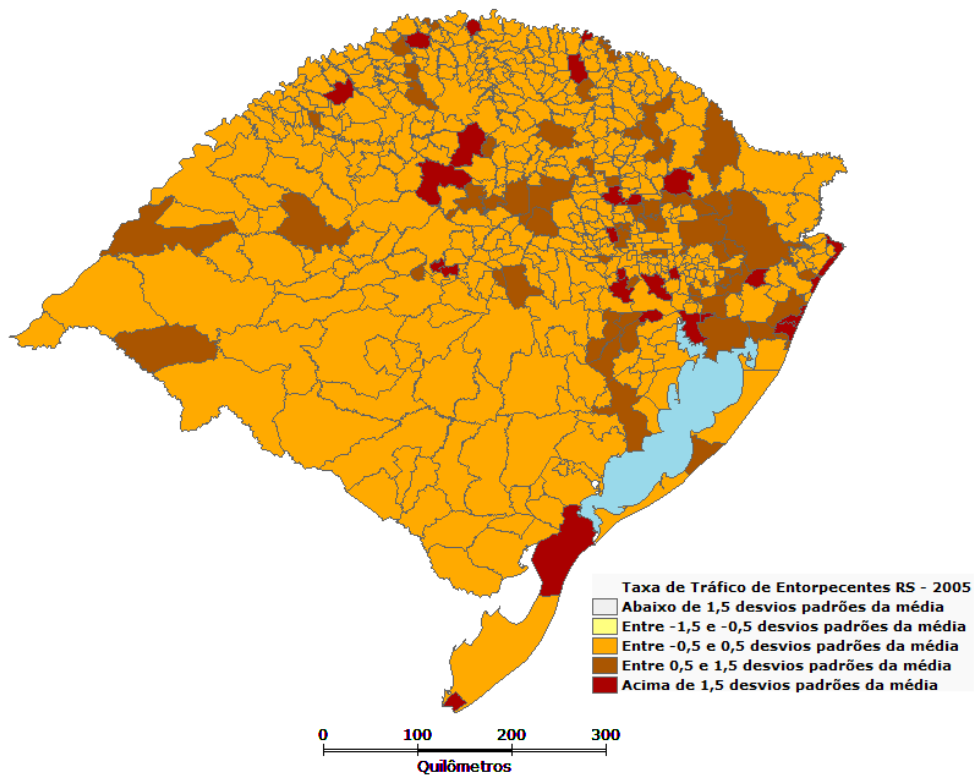 Taxa de Tráfico de Entorpecentes RS - 2005
Abaixo de 1,5 desvios padrões da média
Entre -1,5 e -0,5 desvios padrões da média
Entre -0,5 e 0,5 desvios padrões da média
Entre 0,5 e 1,5 desvios padrões da média
Acima de 1,5 desvios padrões da média
0 100 200 300
Quilômetros